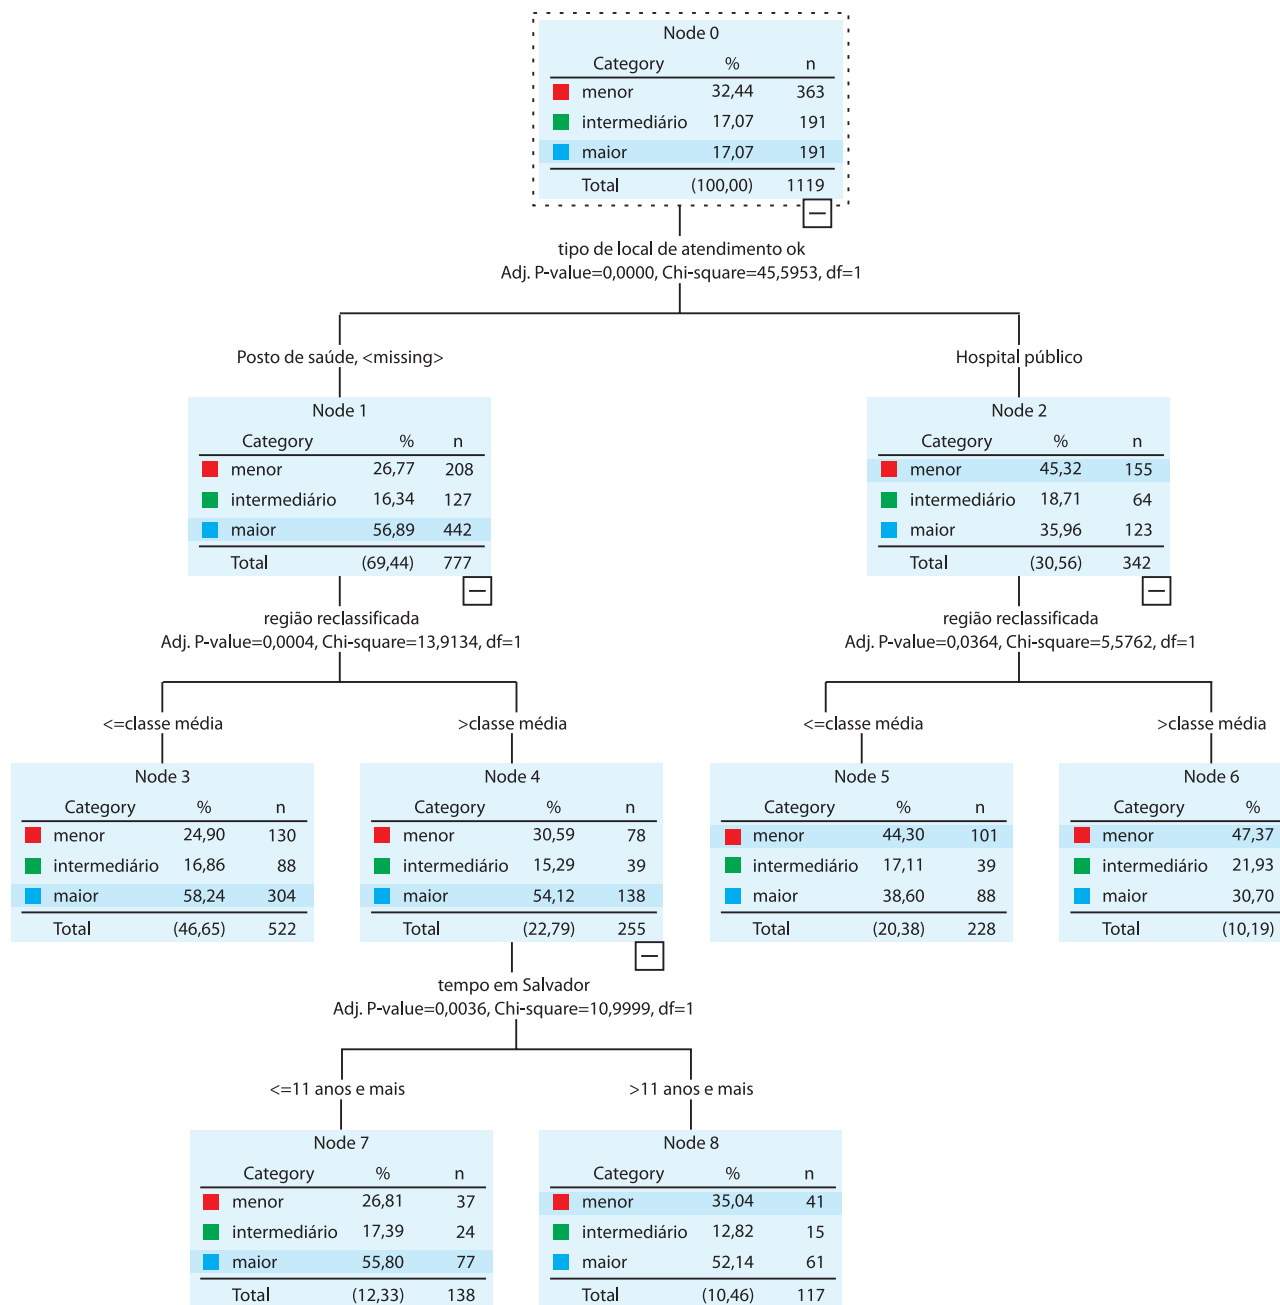 Node 0
Category % n
menor 32,44 363
intermediário 17,07 191
maior 17,07 191
Total (100,00) 1119
tipo de local de atendimento ok
Adj. P-value=0,0000, Chi-square=45,5953, df=1
Posto de saúde, <missing>
Hospital público
Node 1
Category % n
menor 26,77 208
intermediário 16,34 127
maior 56,89 442
Total (69,44) 777
Node 2
Category % n
menor 45,32 155
intermediário 18,71 64
maior 35,96 123
Total (30,56) 342
região reclassificada
Adj. P-value=0,0004, Chi-square=13,9134, df=1
região reclassificada
Adj. P-value=0,0364, Chi-square=5,5762, df=1
<=classe média
>classe média
<=classe média
>classe média
Node 3
Category % n
menor 24,90 130
intermediário 16,86 88
maior 58,24 304
Total (46,65) 522
Node 4
Category % n
menor 30,59 78
intermediário 15,29 39
maior 54,12 138
Total (22,79) 255
Node 5
Category % n
menor 44,30 101
intermediário 17,11 39
maior 38,60 88
Total (20,38) 228
Node 6
Category %
menor 47,37
intermediário 21,93
maior 30,70
Total (10,19)
tempo em Salvador
Adj. P-value=0,0036, Chi-square=10,9999, df=1
<=11 anos e mais
>11 anos e mais
Node 7
Category % n
menor 26,81 37
intermediário 17,39 24
maior 55,80 77
Total (12,33) 138
Node 8
Category % n
menor 35,04 41
intermediário 12,82 15
maior 52,14 61
Total (10,46) 117